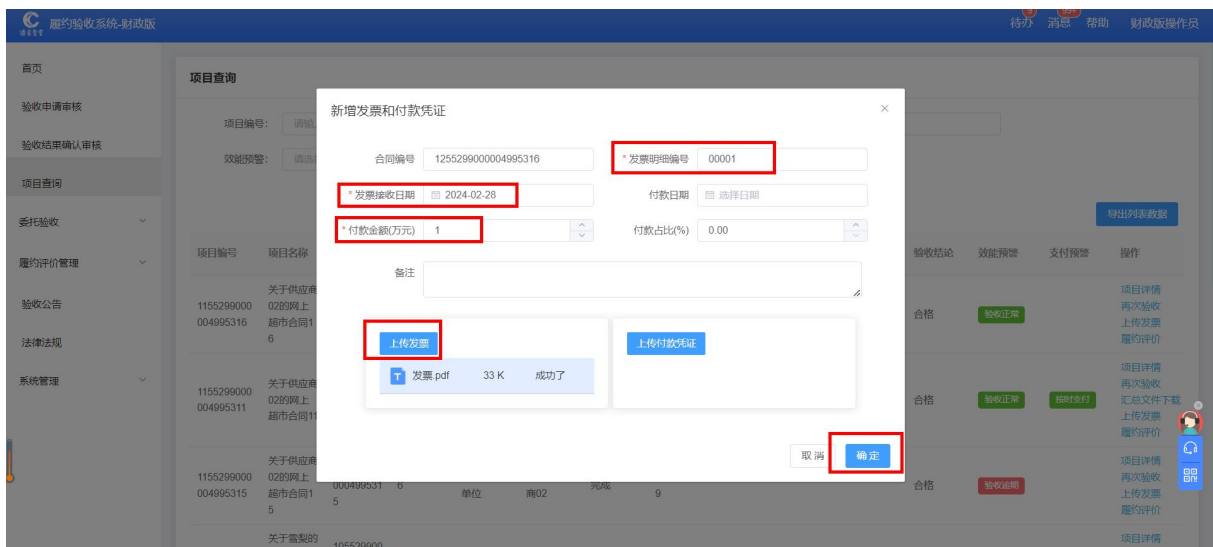 履约验收系统-财政版
待办 消息 99+ 帮助 财政版操作员
首页
验收申请审核
验收结果确认审核
项目查询
委托验收
履约评价管理
验收公告
法律法规
系统管理
项目查询
项目编号: 请输
效能预警:
导出列表数据
新增发票和付款凭证
合同编号 1255299000004995316
* 发票明细编号 00001
* 发票接收日期 2024-02-28
付款日期 选择日期
* 付款金额(万元) 1
付款占比(%) 0.00
备注
上传发票
发票.pdf 33 K 成功了
上传付款凭证
取消 确定
项目编号 项目名称 验收结论 效能预警 支付预警 操作
1155299000
004995316
关于供应商
02的网上
超市合同1
6
合格 验收正常
项目详情
再次验收
上传发票
履约评价
1155299000
004995311
关于供应商
02的网上
超市合同11
合格 验收正常 按时支付
项目详情
再次验收
汇总文件下载
上传发票
履约评价
1155299000
004995315
关于供应商
02的网上
超市合同1
5
000499531
5
6
单位 商02 完成 9
合格 验收逾期
项目详情
再次验收
上传发票
履约评价
关于雪梨的
105529900
项目详情